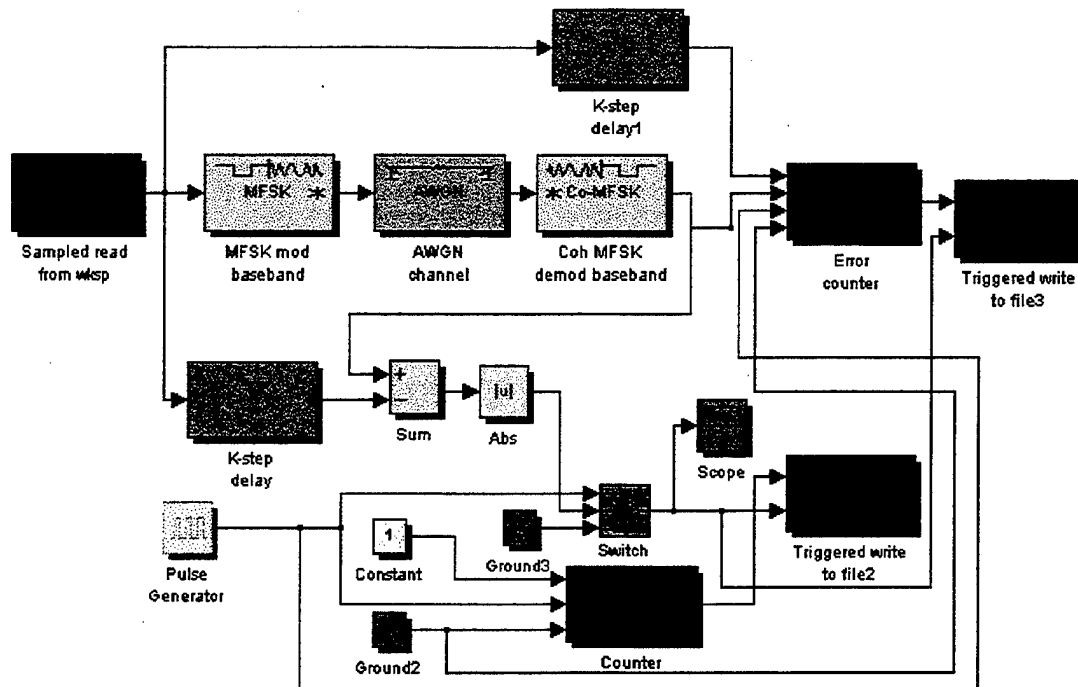 K-step
delay1
MFSK
AWGN
Co-MFSK
Sampled read
from wksp
MFSK mod
baseband
AWGN
channel
Coh MFSK
demod baseband
Error
counter
Triggered write
to file3
+
−
Sum
|u|
Abs
K-step
delay
Scope
Switch
Triggered write
to file2
Pulse
Generator
1
Constant
Ground3
Ground2
Counter